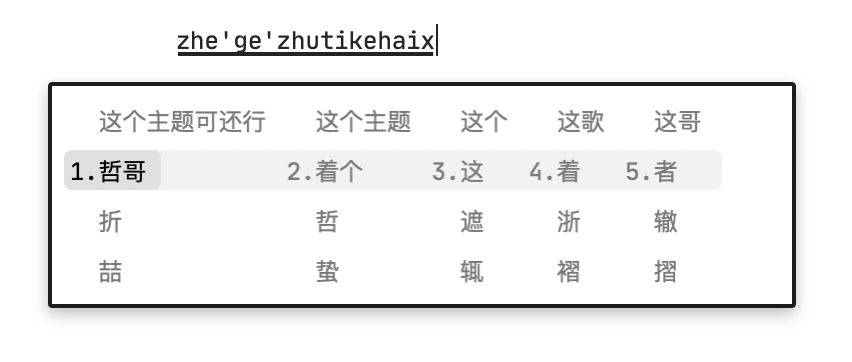 zhe'ge'zhutikehaix
这个主题可还行 这个主题 这个 这歌 这哥
1.哲哥 2.着个 3.这 4.着 5.者
折 哲 遮 浙 辙
喆 蛰 辄 褶 摺